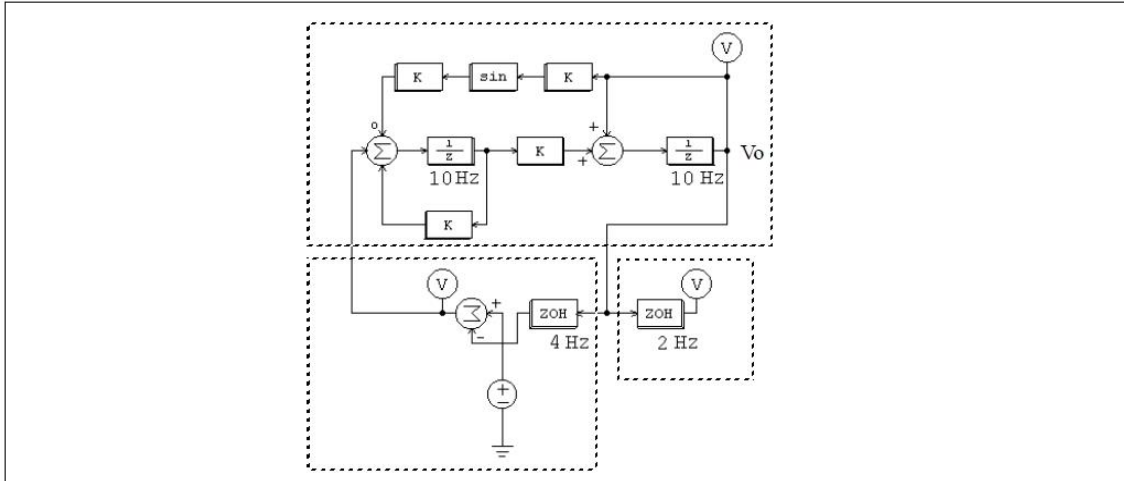 V
K sin K
+
o
Σ 1/z K + Σ 1/z Vo
10 Hz 10 Hz
K
V V
Σ + ZOH ZOH
-
4 Hz 2 Hz
+
−